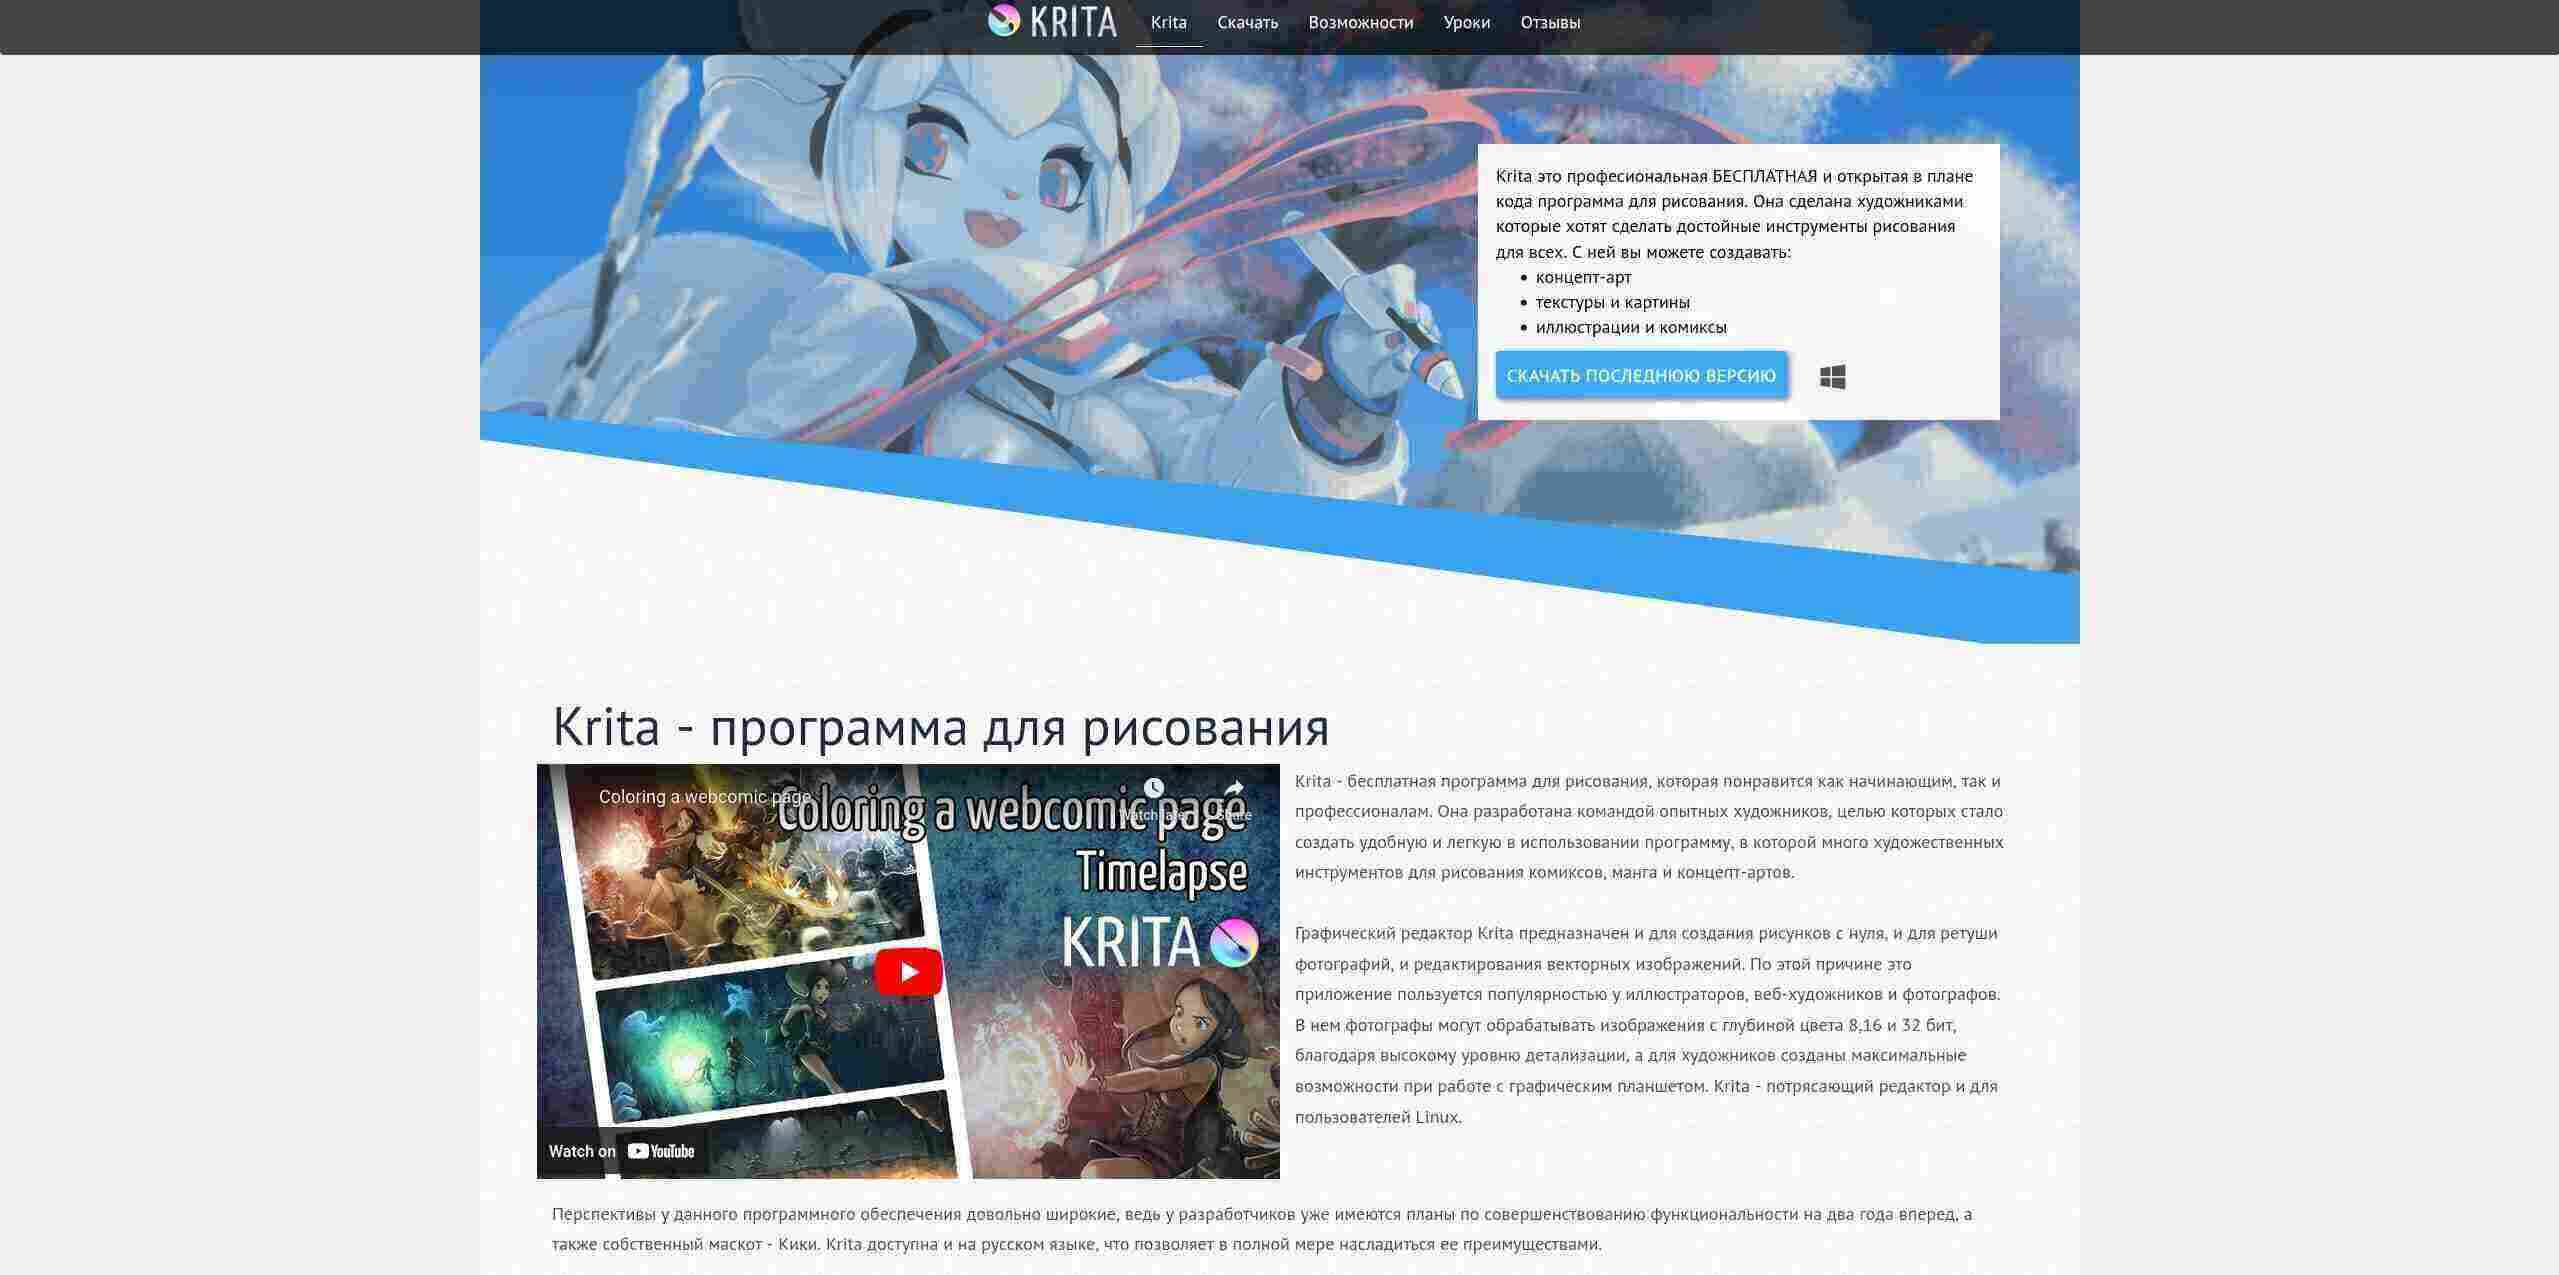 KRITA
Krita
Скачать
Возможности
Уроки
Отзывы
Krita это професиональная БЕСПЛАТНАЯ и открытая в плане
кода программа для рисования. Она сделана художниками
которые хотят сделать достойные инструменты рисования
для всех. С ней вы можете создавать:
концепт-арт
текстуры и картины
иллюстрации и комиксы
СКАЧАТЬ ПОСЛЕДНЮЮ ВЕРСИЮ
Krita - программа для рисования
Coloring a webcomic page
Coloring a webcomic page
Watch later
Share
Timelapse
KRITA
Watch on YouTube
Krita - бесплатная программа для рисования, которая понравится как начинающим, так и
профессионалам. Она разработана командой опытных художников, целью которых стало
создать удобную и легкую в использовании программу, в которой много художественных
инструментов для рисования комиксов, манга и концепт-артов.
Графический редактор Krita предназначен и для создания рисунков с нуля, и для ретуши
фотографий, и редактирования векторных изображений. По этой причине это
приложение пользуется популярностью у иллюстраторов, веб-художников и фотографов.
В нем фотографы могут обрабатывать изображения с глубиной цвета 8,16 и 32 бит,
благодаря высокому уровню детализации, а для художников созданы максимальные
возможности при работе с графическим планшетом. Krita - потрясающий редактор и для
пользователей Linux.
Перспективы у данного программного обеспечения довольно широкие, ведь у разработчиков уже имеются планы по совершенствованию функциональности на два года вперед, а
также собственный маскот - Кики. Krita доступна и на русском языке, что позволяет в полной мере насладиться ее преимуществами.